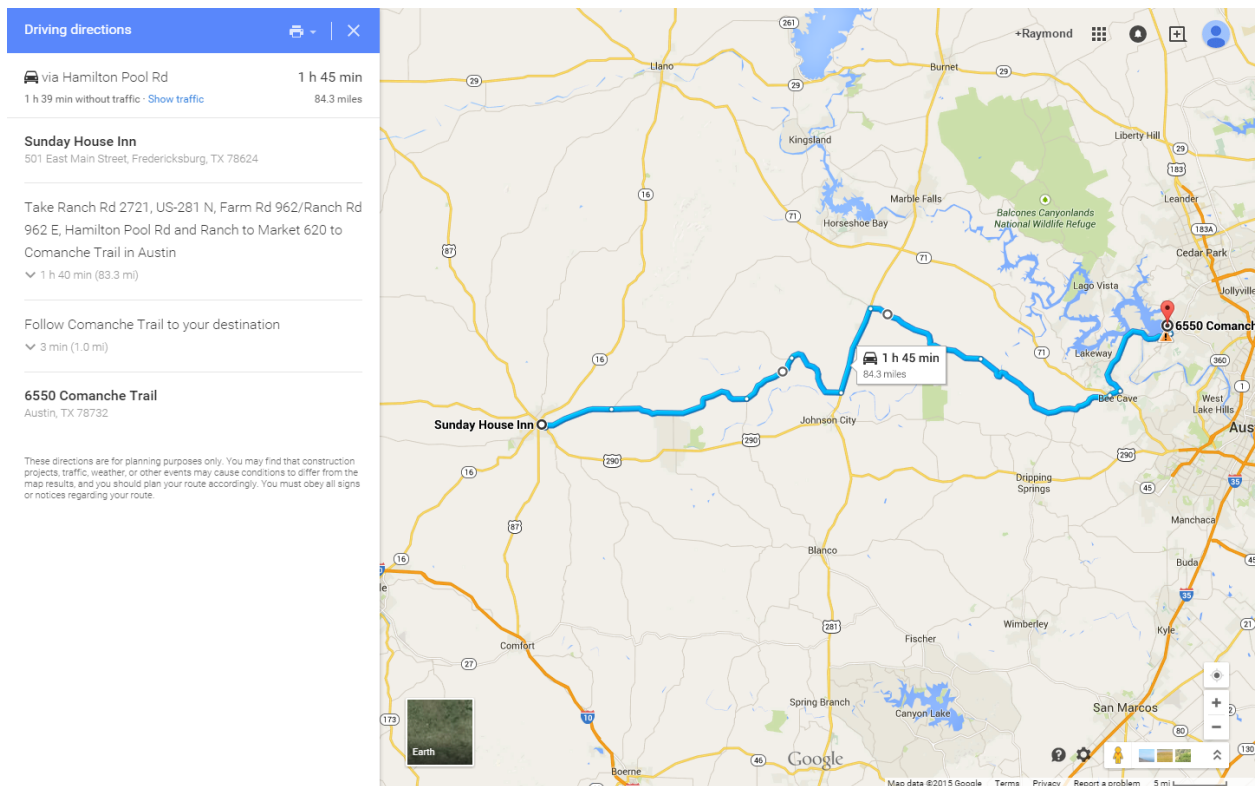 Driving directions
via Hamilton Pool Rd
1 h 45 min
1 h 39 min without traffic · Show traffic
84.3 miles
Sunday House Inn
501 East Main Street, Fredericksburg, TX 78624
Take Ranch Rd 2721, US-281 N, Farm Rd 962/Ranch Rd
962 E, Hamilton Pool Rd and Ranch to Market 620 to
Comanche Trail in Austin
1 h 40 min (83.3 mi)
Follow Comanche Trail to your destination
3 min (1.0 mi)
6550 Comanche Trail
Austin, TX 78732
These directions are for planning purposes only. You may find that construction
projects, traffic, weather, or other events may cause conditions to differ from the
map results, and you should plan your route accordingly. You must obey all signs
or notices regarding your route.
+Raymond
261
Llano
Burnet
29
29
29
Kingsland
Liberty Hill
29
183
Leander
16
Marble Falls
Balcones Canyonlands
National Wildlife Refuge
71
Horseshoe Bay
183A
87
71
Cedar Park
Lago Vista
Jollyville
6550 Comanch
1 h 45 min
84.3 miles
71
Lakeway
16
360
1
Bee Cave
West
Lake Hills
Sunday House Inn
Johnson City
Aus
290
290
290
16
Dripping
Springs
35
45
87
Manchaca
Blanco
16
Buda
45
35
281
Wimberley
21
Fischer
Kyle
Comfort
27
Spring Branch
Canyon Lake
San Marcos
173
10
80
Earth
46
Google
130
Boerne
Map data ©2015 Google
Terms
Privacy
Report a problem
5 mi